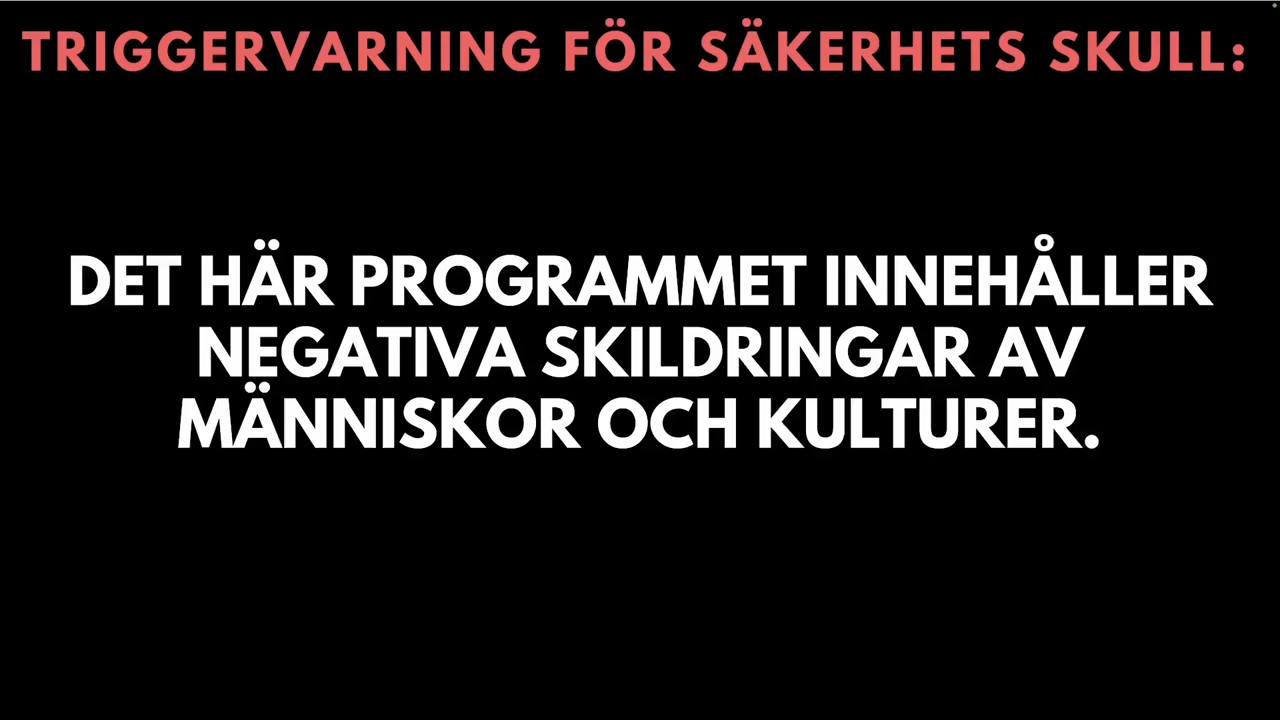 TRIGGERVARNING FÖR SÄKERHETS SKULL:
DET HÄR PROGRAMMET INNEHÅLLER
NEGATIVA SKILDRINGAR AV
MÄNNISKOR OCH KULTURER.